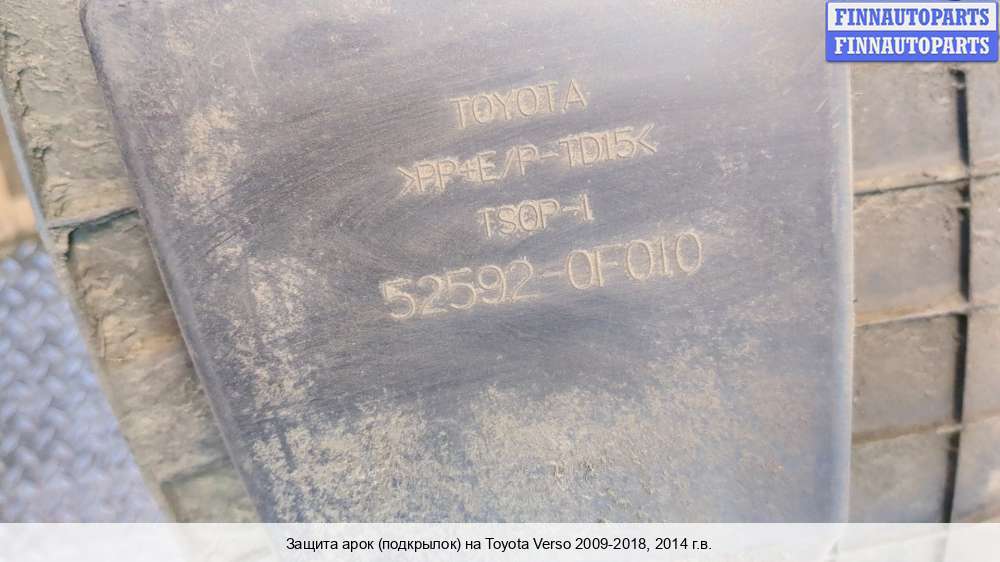 FINNAUTOPARTS
FINNAUTOPARTS
TOYOTA
>PP+E/P-TD15<
TSOP-1
52592-0F010
Защита арок (подкрылок) на Toyota Verso 2009-2018, 2014 г.в.